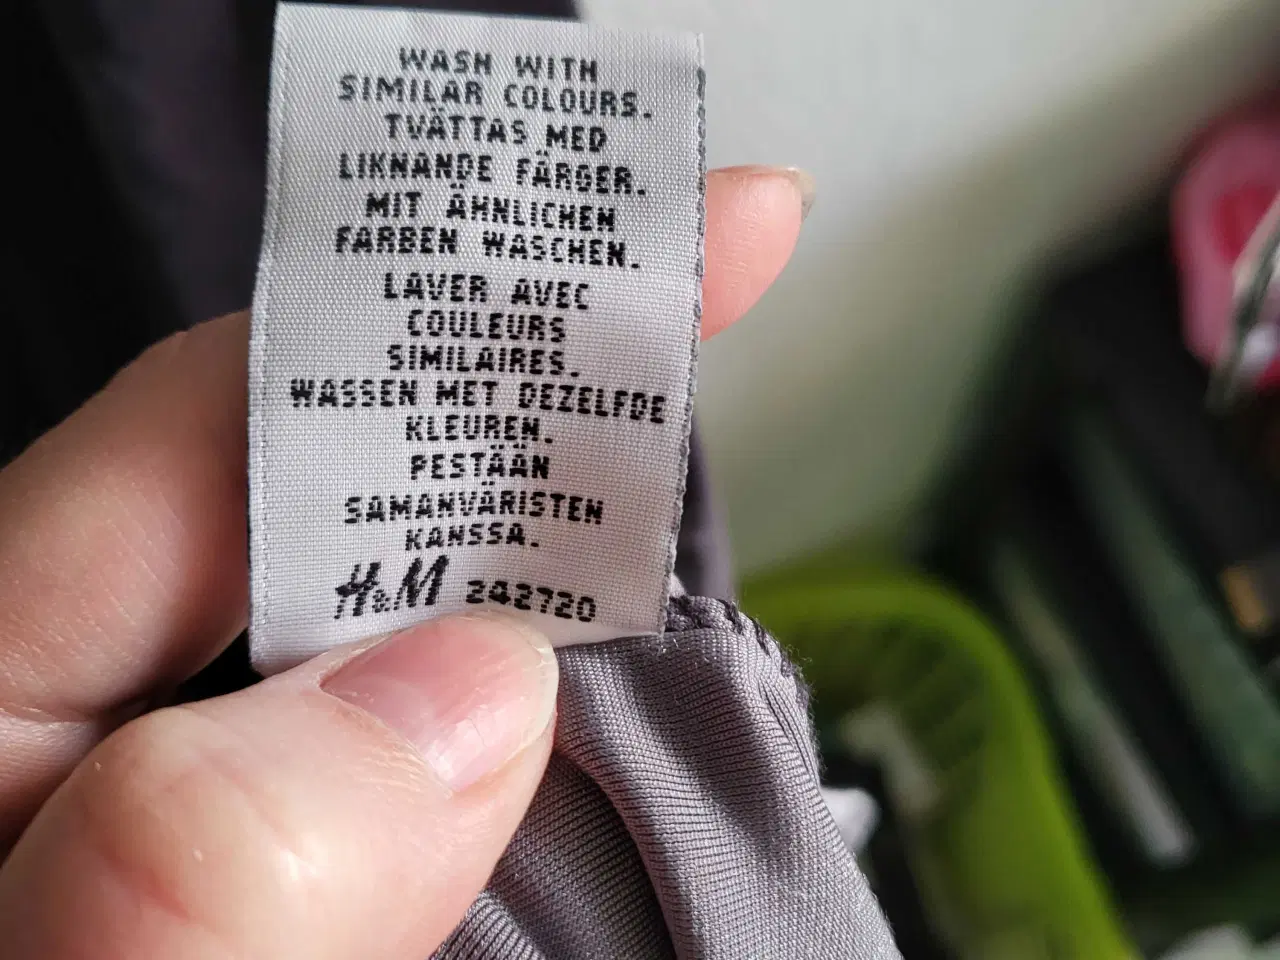 WASH WITH
SIMILAR COLOURS.
TVÄTTAS MED
LIKNANDE FÄRGER.
MIT ÄHNLICHEN
FARBEN WASCHEN.
LAVER AVEC
COULEURS
SIMILAIRES.
WASSEN MET DEZELFDE
KLEUREN.
PESTÄÄN
SAMANVÄRISTEN
KANSSA.
H&M 242720